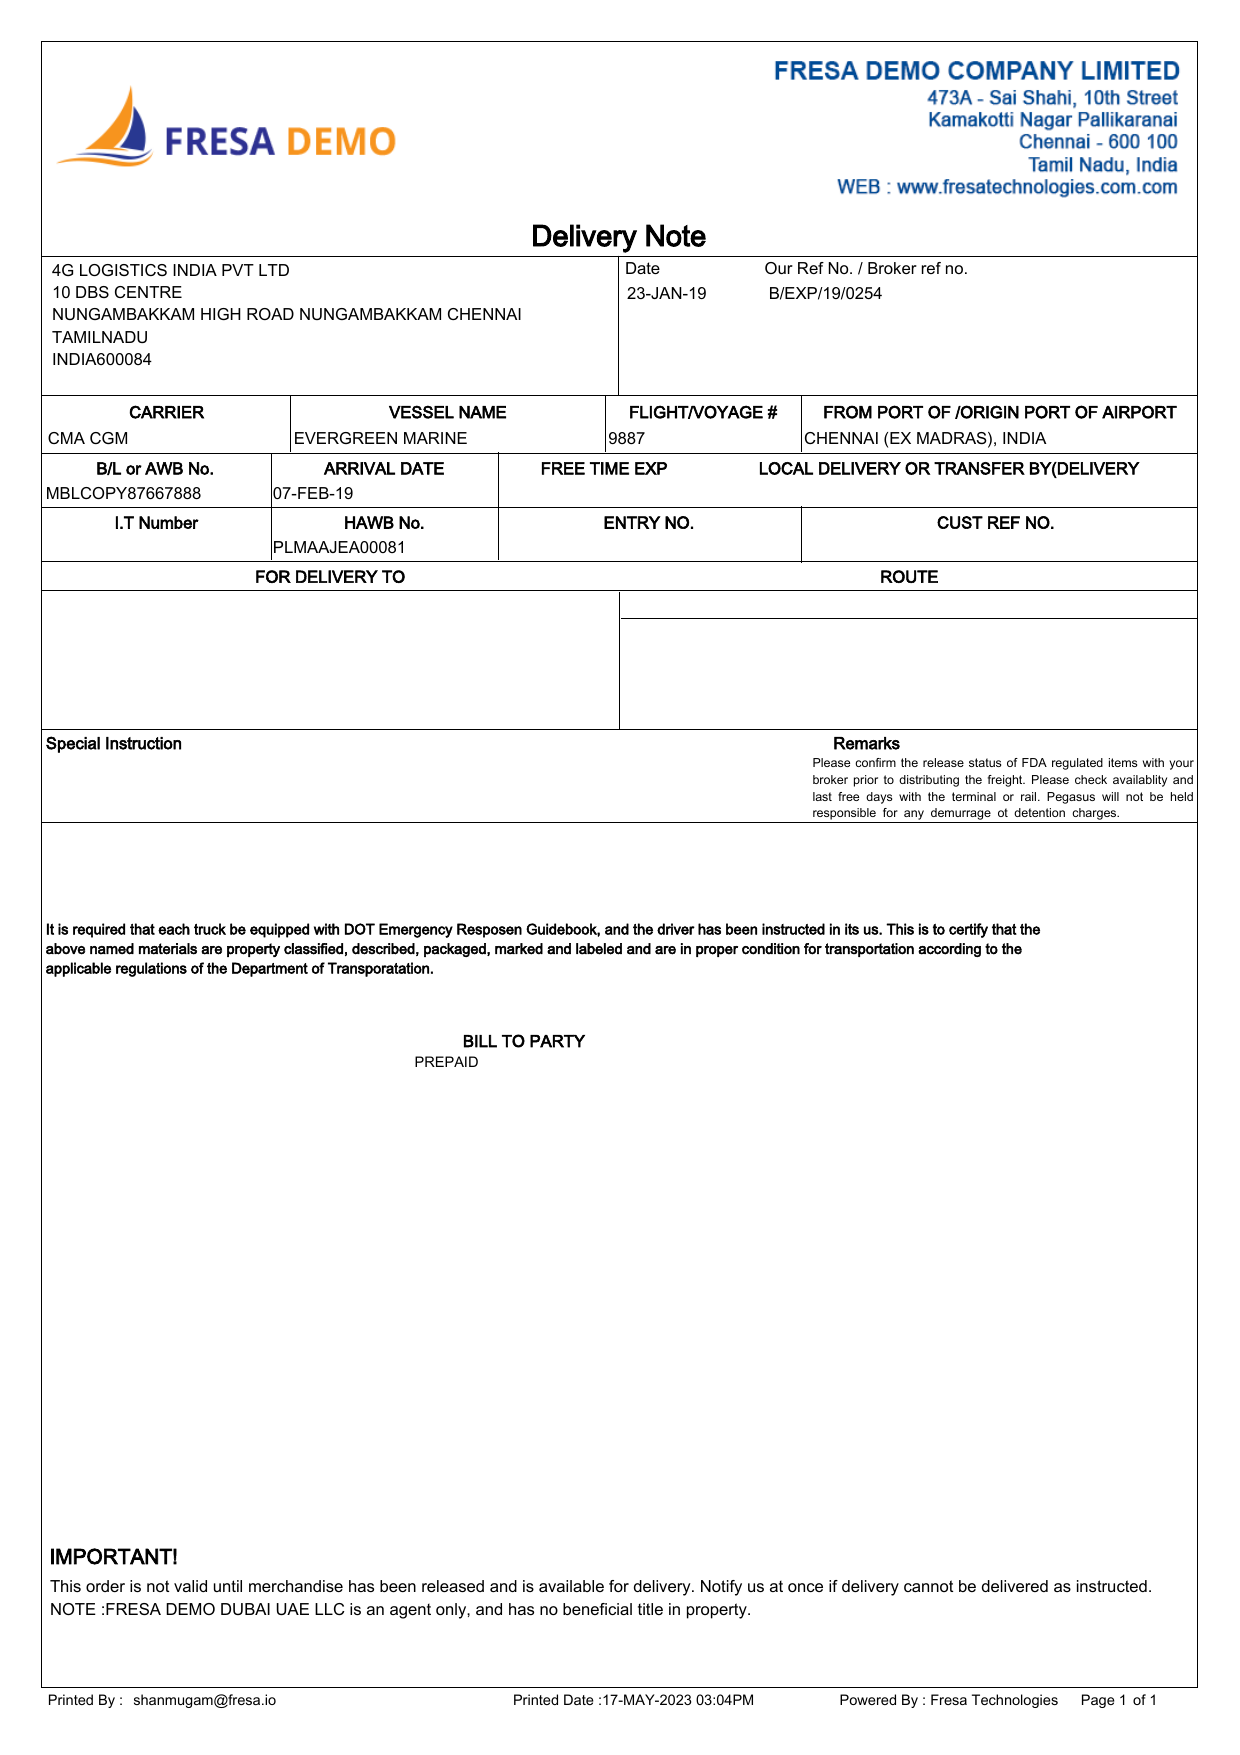 FRESA DEMO
FRESA DEMO COMPANY LIMITED
473A - Sai Shahi, 10th Street
Kamakotti Nagar Pallikaranai
Chennai - 600 100
Tamil Nadu, India
WEB : www.fresatechnologies.com.com
Delivery Note
4G LOGISTICS INDIA PVT LTD
10 DBS CENTRE
NUNGAMBAKKAM HIGH ROAD NUNGAMBAKKAM CHENNAI
TAMILNADU
INDIA600084
Date Our Ref No. / Broker ref no.
23-JAN-19 B/EXP/19/0254
CARRIER VESSEL NAME FLIGHT/VOYAGE # FROM PORT OF /ORIGIN PORT OF AIRPORT
CMA CGM EVERGREEN MARINE 9887 CHENNAI (EX MADRAS), INDIA
B/L or AWB No. ARRIVAL DATE FREE TIME EXP LOCAL DELIVERY OR TRANSFER BY(DELIVERY
MBLCOPY87667888 07-FEB-19
I.T Number HAWB No. ENTRY NO. CUST REF NO.
PLMAAJEA00081
FOR DELIVERY TO ROUTE
Special Instruction Remarks
Please confirm the release status of FDA regulated items with your
broker prior to distributing the freight. Please check availablity and
last free days with the terminal or rail. Pegasus will not be held
responsible for any demurrage ot detention charges.
It is required that each truck be equipped with DOT Emergency Resposen Guidebook, and the driver has been instructed in its us. This is to certify that the
above named materials are property classified, described, packaged, marked and labeled and are in proper condition for transportation according to the
applicable regulations of the Department of Transporatation.
BILL TO PARTY
PREPAID
IMPORTANT!
This order is not valid until merchandise has been released and is available for delivery. Notify us at once if delivery cannot be delivered as instructed.
NOTE :FRESA DEMO DUBAI UAE LLC is an agent only, and has no beneficial title in property.
Printed By : shanmugam@fresa.io Printed Date :17-MAY-2023 03:04PM Powered By : Fresa Technologies Page 1 of 1